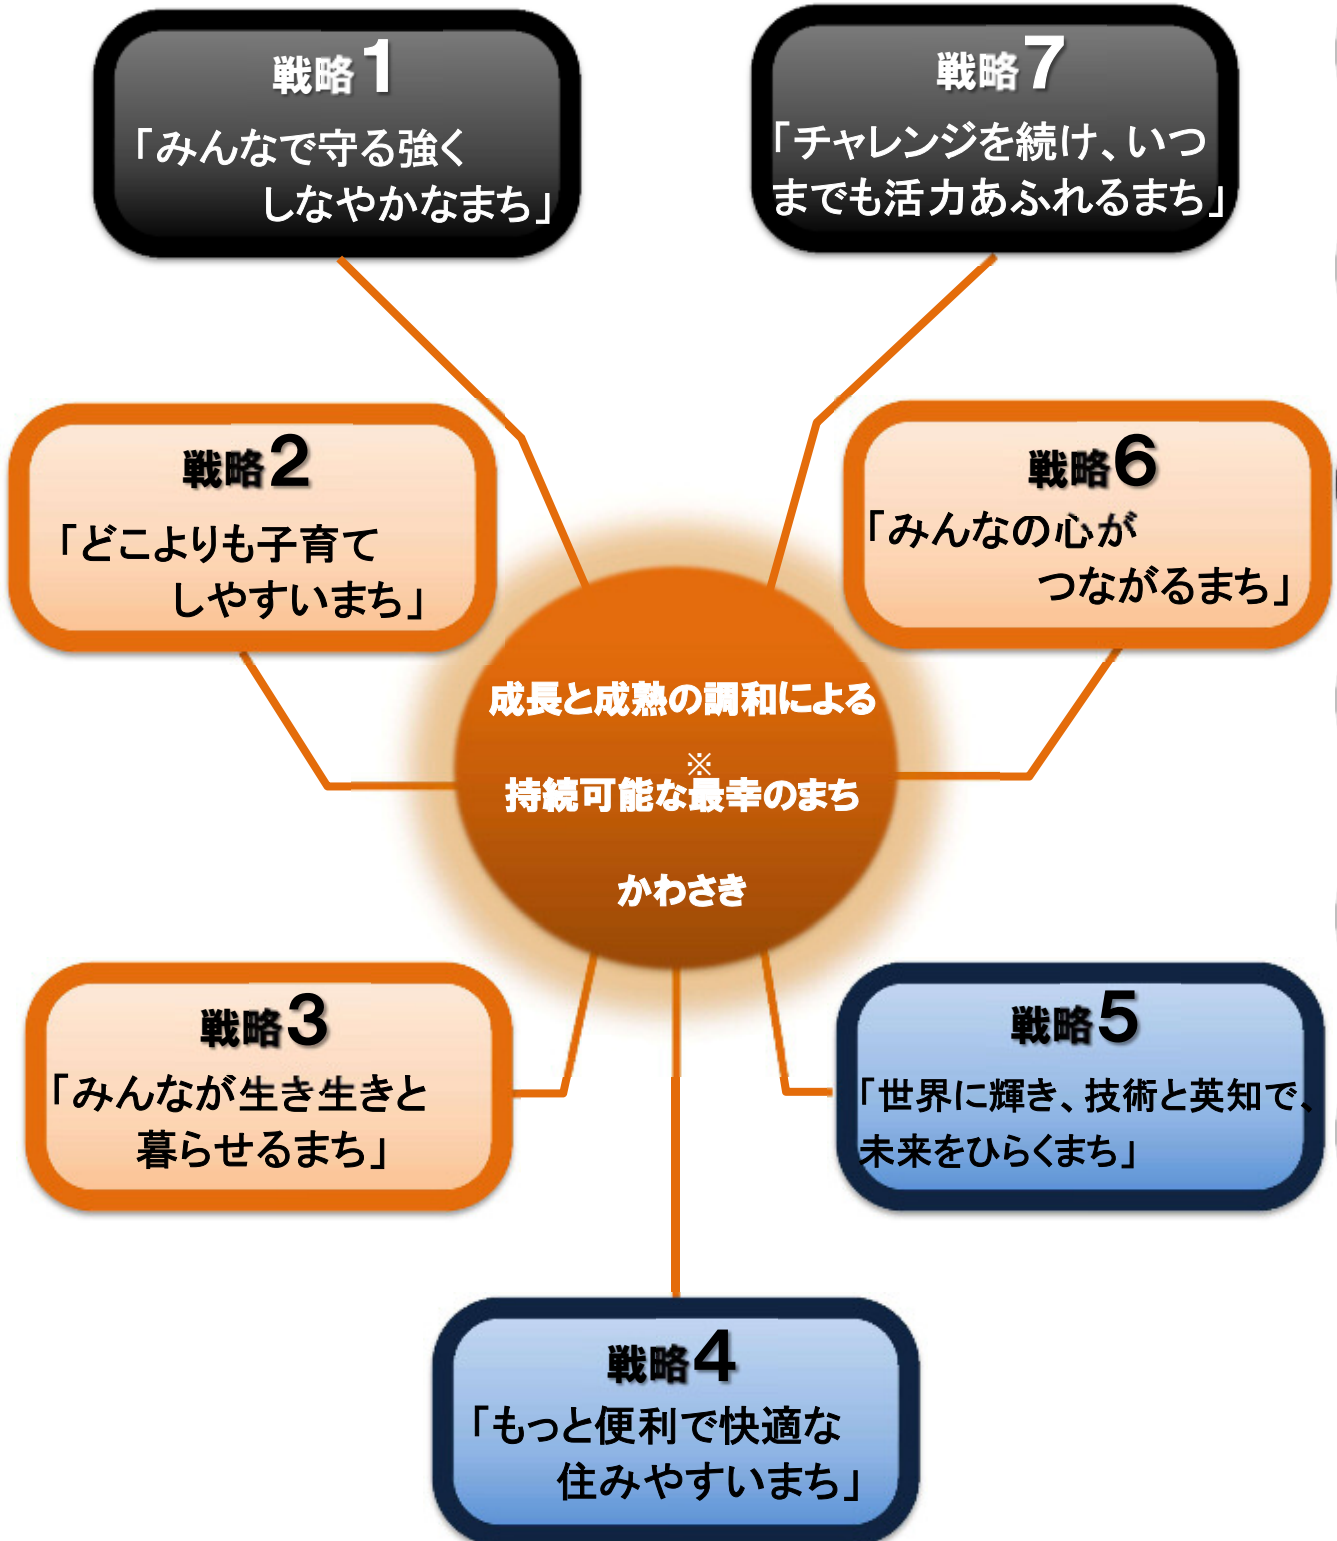 戦略1
「みんなで守る強く
しなやかなまち」
戦略7
「チャレンジを続け、いつ
までも活力あふれるまち」
戦略2
「どこよりも子育て
しやすいまち」
戦略6
「みんなの心が
つながるまち」
成長と成熟の調和による
※
持続可能な最幸のまち
かわさき
戦略3
「みんなが生き生きと
暮らせるまち」
戦略5
「世界に輝き、技術と英知で、
未来をひらくまち」
戦略4
「もっと便利で快適な
住みやすいまち」